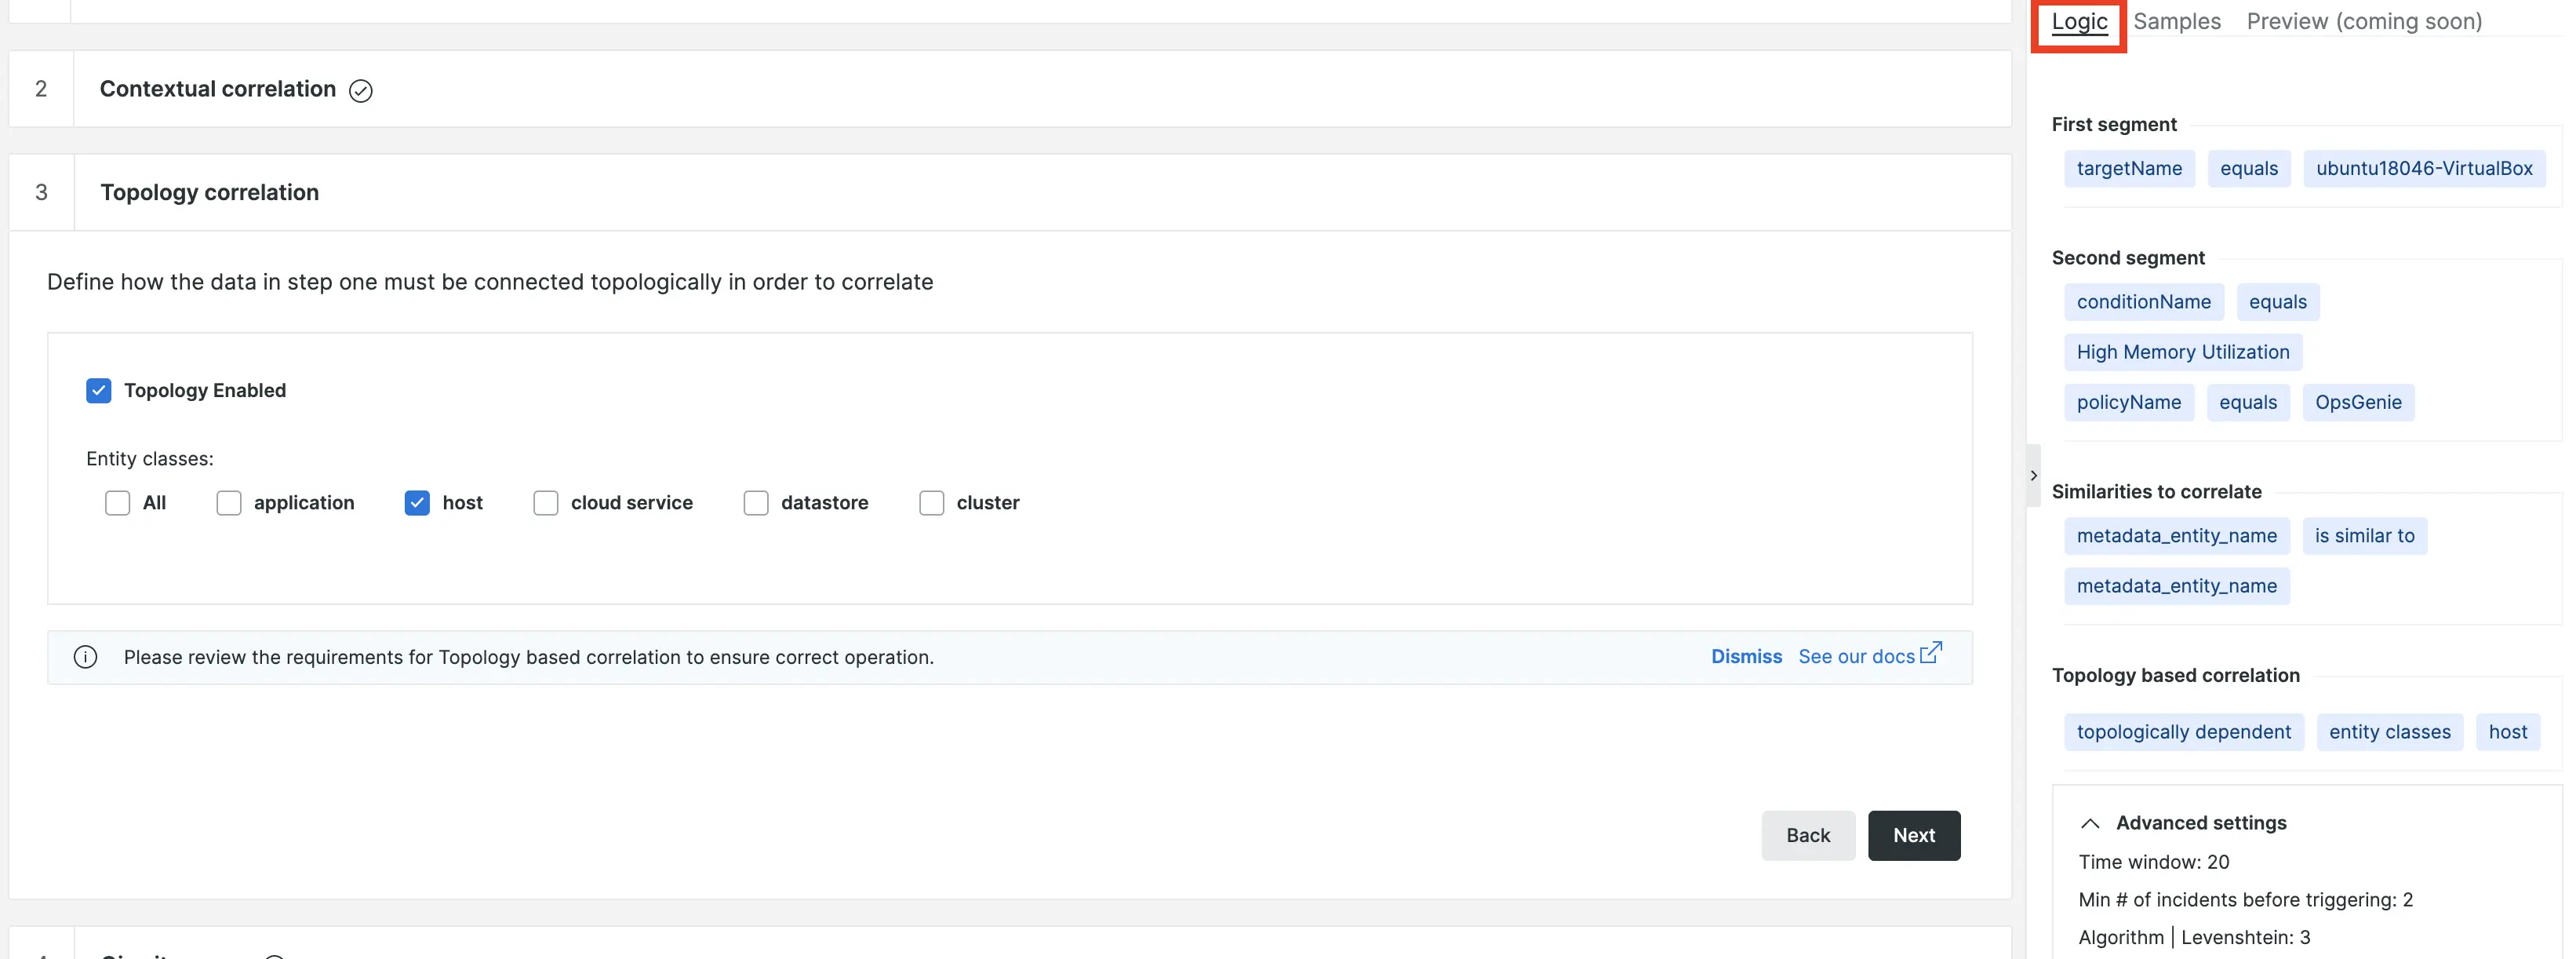 2 Contextual correlation
3 Topology correlation
Define how the data in step one must be connected topologically in order to correlate
Topology Enabled
Entity classes:
All application host cloud service datastore cluster
Please review the requirements for Topology based correlation to ensure correct operation. Dismiss See our docs
Back Next
Logic Samples Preview (coming soon)
First segment
targetName equals ubuntu18046-VirtualBox
Second segment
conditionName equals
High Memory Utilization
policyName equals OpsGenie
Similarities to correlate
metadata_entity_name is similar to
metadata_entity_name
Topology based correlation
topologically dependent entity classes host
Advanced settings
Time window: 20
Min # of incidents before triggering: 2
Algorithm | Levenshtein: 3